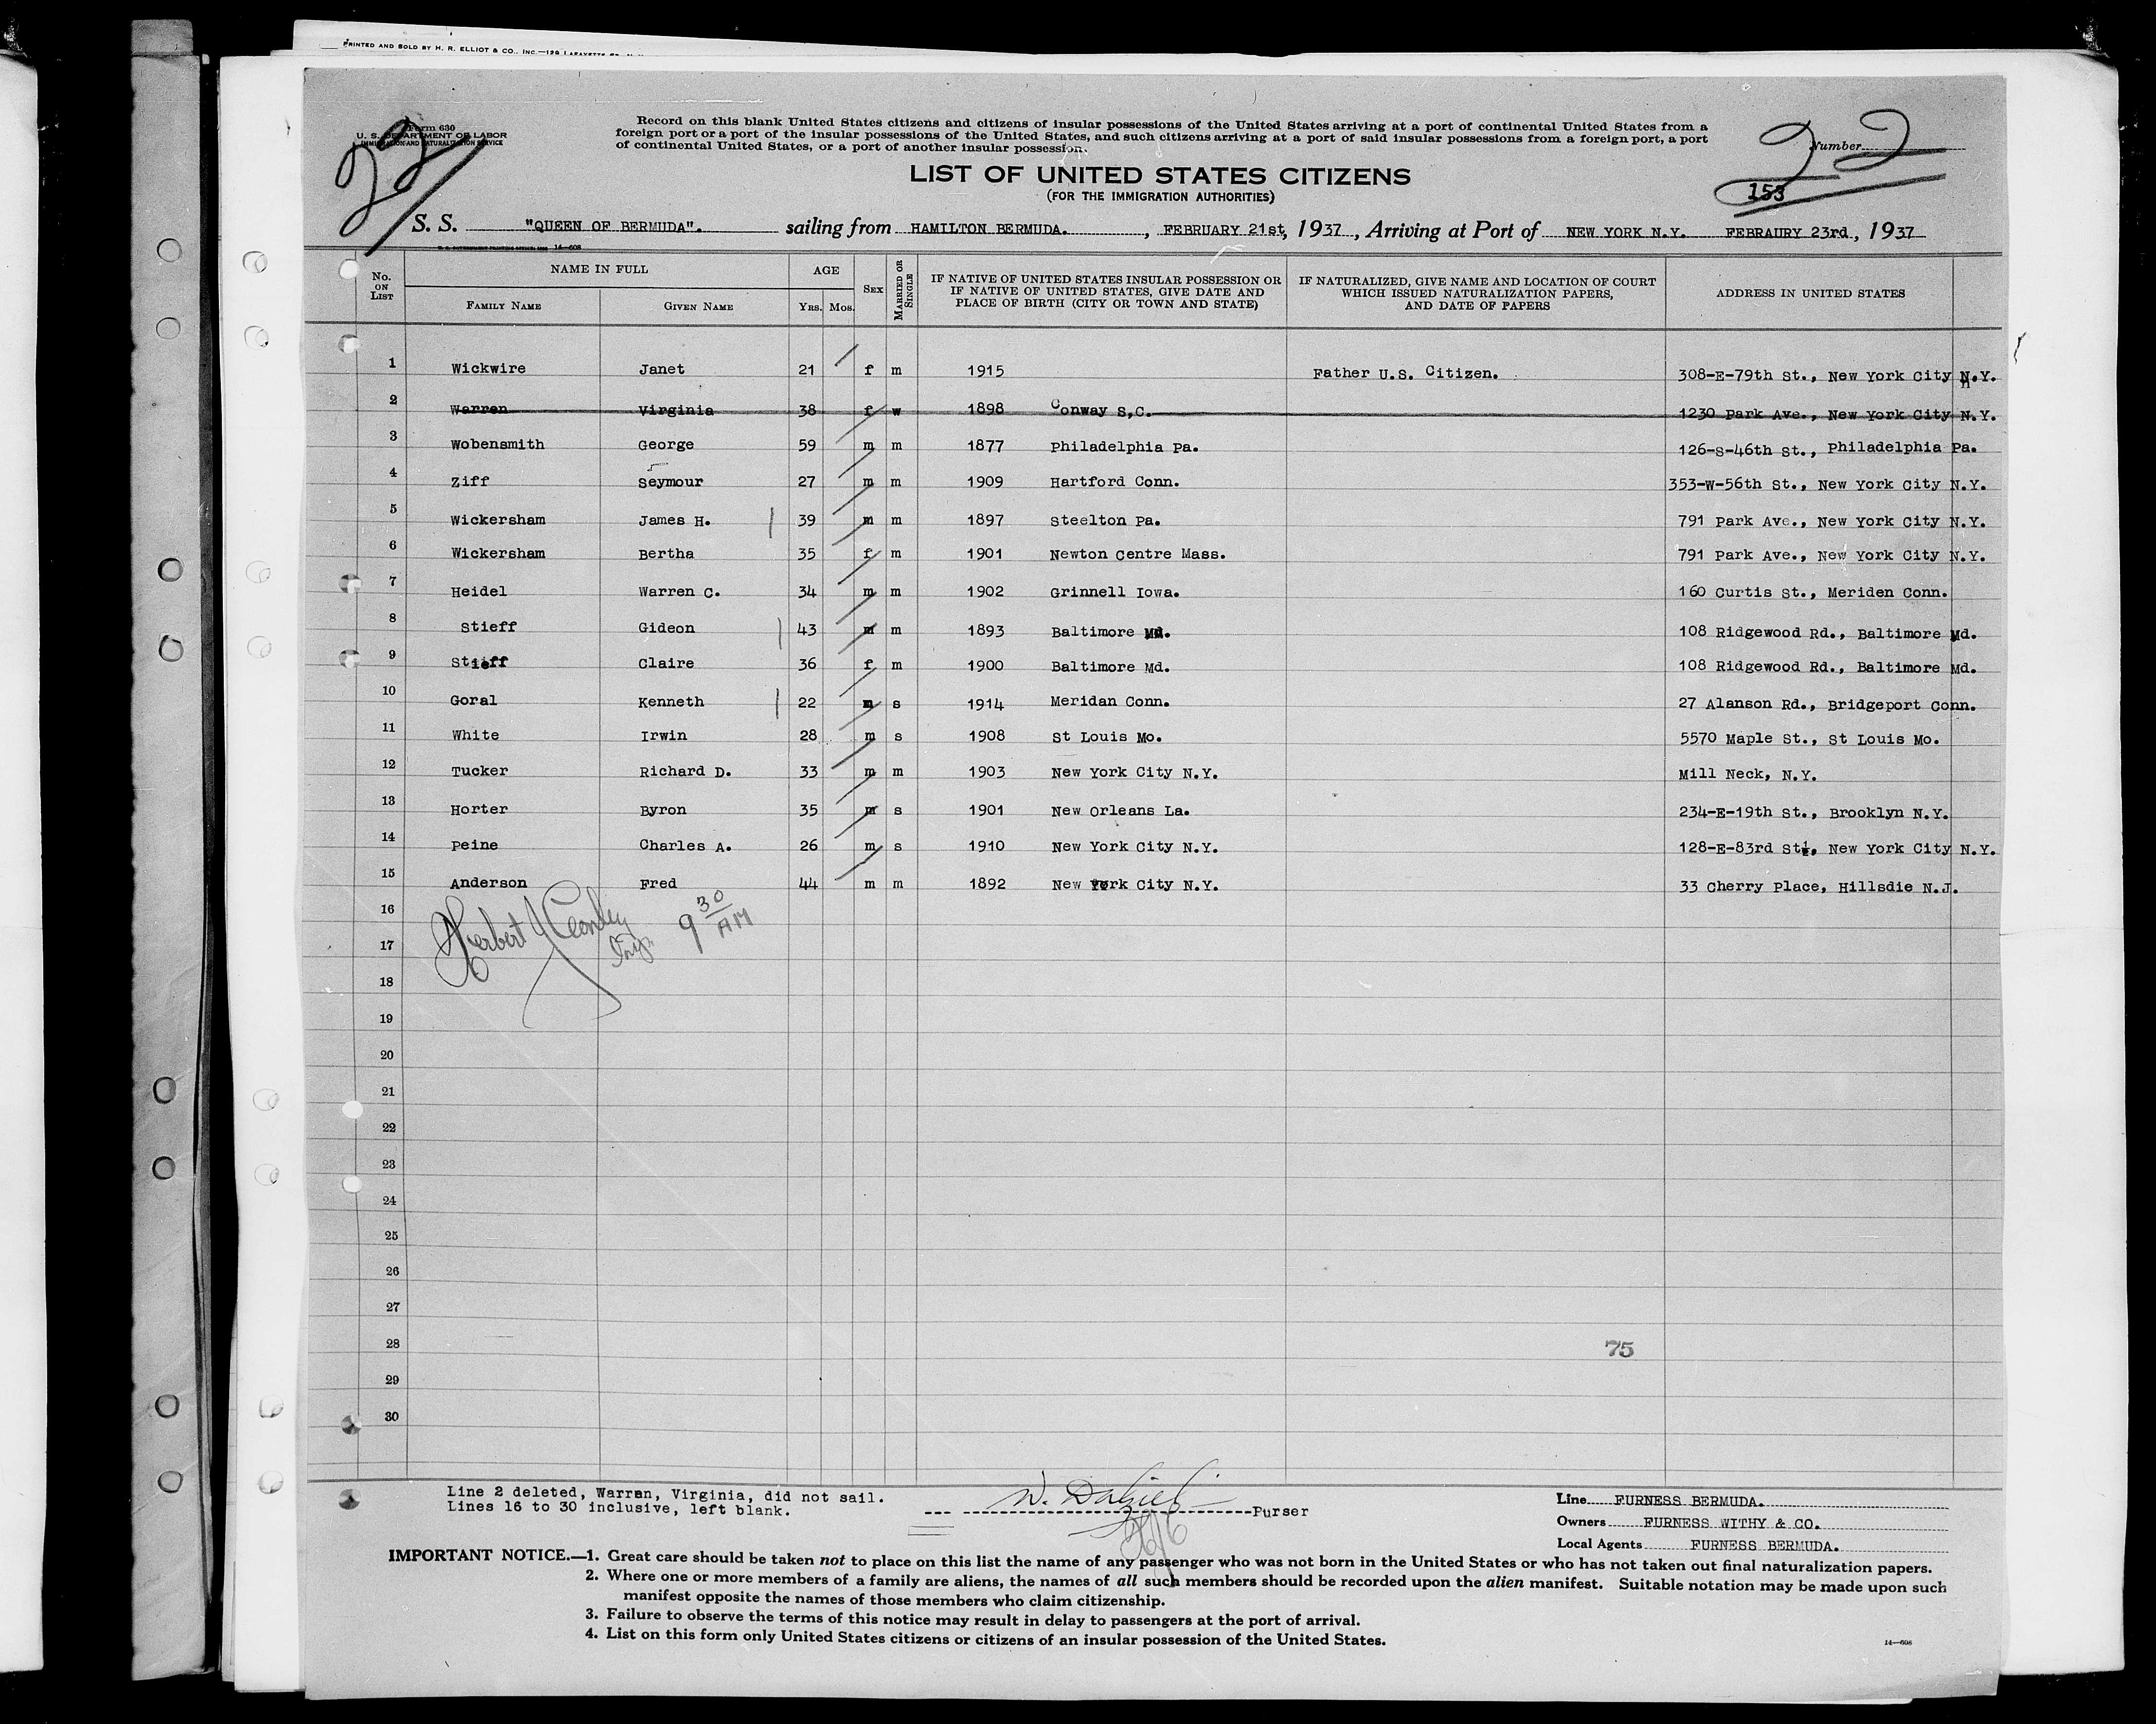 PRINTED AND SOLD BY H. R. ELLIOT & CO., INC.—129 LAFAYETTE
Form 630
U. S. DEPARTMENT OF LABOR
IMMIGRATION AND NATURALIZATION SERVICE
22
Record on this blank United States citizens and citizens of insular possessions of the United States arriving at a port of continental United States from a
foreign port or a port of the insular possessions of the United States, and such citizens arriving at a port of said insular possessions from a foreign port, a port
of continental United States, or a port of another insular possession.
Number
22
153
LIST OF UNITED STATES CITIZENS
(FOR THE IMMIGRATION AUTHORITIES)
S. S. "QUEEN OF BERMUDA". sailing from HAMILTON BERMUDA. , FEBRUARY 21st, 1937, Arriving at Port of NEW YORK N.Y. FEBRAURY 23rd, 1937
14—608
No. ON LIST NAME IN FULL AGE SEX MARRIED OR SINGLE IF NATIVE OF UNITED STATES INSULAR POSSESSION OR IF NATIVE OF UNITED STATES, GIVE DATE AND PLACE OF BIRTH (CITY OR TOWN AND STATE) IF NATURALIZED, GIVE NAME AND LOCATION OF COURT WHICH ISSUED NATURALIZATION PAPERS, AND DATE OF PAPERS ADDRESS IN UNITED STATES
FAMILY NAME GIVEN NAME YRS. MOS.
1 Wickwire Janet 21 f m 1915 Father U.S. Citizen. 308-E-79th St., New York City N.Y.
2 Warren Virginia 38 f w 1898 Conway S,C. 1230 Park Ave., New York City N.Y.
3 Wobensmith George 59 m m 1877 Philadelphia Pa. 126-S-46th St., Philadelphia Pa.
4 Ziff Seymour 27 m m 1909 Hartford Conn. 353-W-56th St., New York City N.Y.
5 Wickersham James H. 39 m m 1897 Steelton Pa. 791 Park Ave., New York City N.Y.
6 Wickersham Bertha 35 f m 1901 Newton Centre Mass. 791 Park Ave., New York City N.Y.
7 Heidel Warren C. 34 m m 1902 Grinnell Iowa. 160 Curtis St., Meriden Conn.
8 Stieff Gideon 43 m m 1893 Baltimore Md. 108 Ridgewood Rd., Baltimore Md.
9 Stieff Claire 36 f m 1900 Baltimore Md. 108 Ridgewood Rd., Baltimore Md.
10 Goral Kenneth 22 m s 1914 Meridan Conn. 27 Alanson Rd., Bridgeport Conn.
11 White Irwin 28 m s 1908 St Louis Mo. 5570 Maple St., St Louis Mo.
12 Tucker Richard D. 33 m m 1903 New York City N.Y. Mill Neck, N.Y.
13 Horter Byron 35 m s 1901 New Orleans La. 234-E-19th St., Brooklyn N.Y.
14 Peine Charles A. 26 m s 1910 New York City N.Y. 128-E-83rd St., New York City N.Y.
15 Anderson Fred 44 m m 1892 New York City N.Y. 33 Cherry Place, Hillsdie N.J.
16
Herbert 9 30 AM
17
18
19
20
21
22
23
24
25
26
27
28 75
29
30
Line 2 deleted, Warren, Virginia, did not sail.
Lines 16 to 30 inclusive, left blank.
W. Purser
Line FURNESS BERMUDA.
Owners FURNESS WITHY & CO.
Local Agents FURNESS BERMUDA.
IMPORTANT NOTICE.—1. Great care should be taken not to place on this list the name of any passenger who was not born in the United States or who has not taken out final naturalization papers.
2. Where one or more members of a family are aliens, the names of all such members should be recorded upon the alien manifest. Suitable notation may be made upon such
manifest opposite the names of those members who claim citizenship.
3. Failure to observe the terms of this notice may result in delay to passengers at the port of arrival.
4. List on this form only United States citizens or citizens of an insular possession of the United States.
14—608